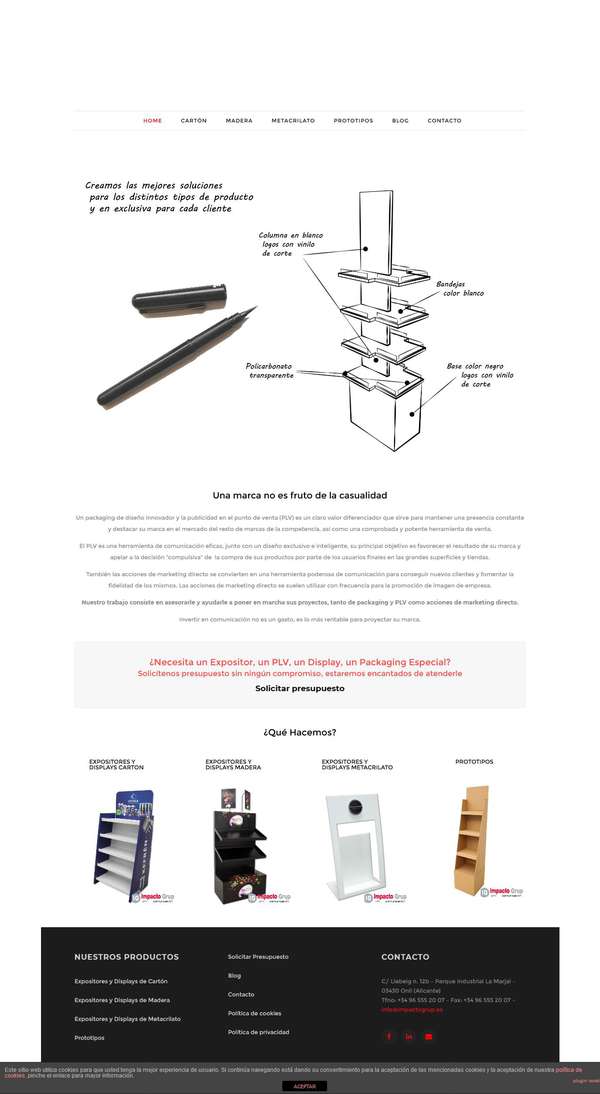 HOME CARTÓN MADERA METACRILATO PROTOTIPOS BLOG CONTACTO
Creamos las mejores soluciones
para los distintos tipos de producto
y en exclusiva para cada cliente
Columna en blanco
logos con vinilo
de corte
Bandejas
color blanco
Policarbonato
transparente
Base color negro
logos con vinilo
de corte
Una marca no es fruto de la casualidad
Un packaging de diseño innovador y la publicidad en el punto de venta (PLV) es un claro valor diferenciador que sirve para mantener una presencia constante
y destacar su marca en el mercado del resto de marcas de la competencia, así como una comprobada y potente herramienta de venta.
El PLV es una herramienta de comunicación eficaz, junto con un diseño exclusivo e inteligente, su principal objetivo es favorecer el resultado de su marca y
apelar a la decisión "compulsiva" de la compra de sus productos por parte de los usuarios finales en las grandes superficies y tiendas.
También las acciones de marketing directo se convierten en una herramienta poderosa de comunicación para conseguir nuevos clientes y fomentar la
fidelidad de los mismos. Las acciones de marketing directo se suelen utilizar con frecuencia para la promoción de imagen de empresa.
Nuestro trabajo consiste en asesorarle y ayudarle a poner en marcha sus proyectos, tanto de packaging y PLV como acciones de marketing directo.
Invertir en comunicación no es un gasto, es lo más rentable para proyectar su marca.
¿Necesita un Expositor, un PLV, un Display, un Packaging Especial?
Solicítenos presupuesto sin ningún compromiso, estaremos encantados de atenderle
Solicitar presupuesto
¿Qué Hacemos?
EXPOSITORES Y
DISPLAYS CARTON
EXPOSITORES Y
DISPLAYS MADERA
EXPOSITORES Y
DISPLAYS METACRILATO
PROTOTIPOS
Impacto Grup
Impacto Grup
Impacto Grup
Impacto Grup
NUESTROS PRODUCTOS
Expositores y Displays de Cartón
Expositores y Displays de Madera
Expositores y Displays de Metacrilato
Prototipos
Solicitar Presupuesto
Blog
Contacto
Política de cookies
Política de privacidad
CONTACTO
C/ Llebeig n. 12b – Parque Industrial La Marjal –
03430 Onil (Alicante)
Tfno: +34 96 555 20 07 – Fax: +34 96 555 20 07 –
info@impactogrup.es
Este sitio web utiliza cookies para que usted tenga la mejor experiencia de usuario. Si continúa navegando está dando su consentimiento para la aceptación de las mencionadas cookies y la aceptación de nuestra política de
cookies, pinche el enlace para mayor información.
plugin cookies
ACEPTAR